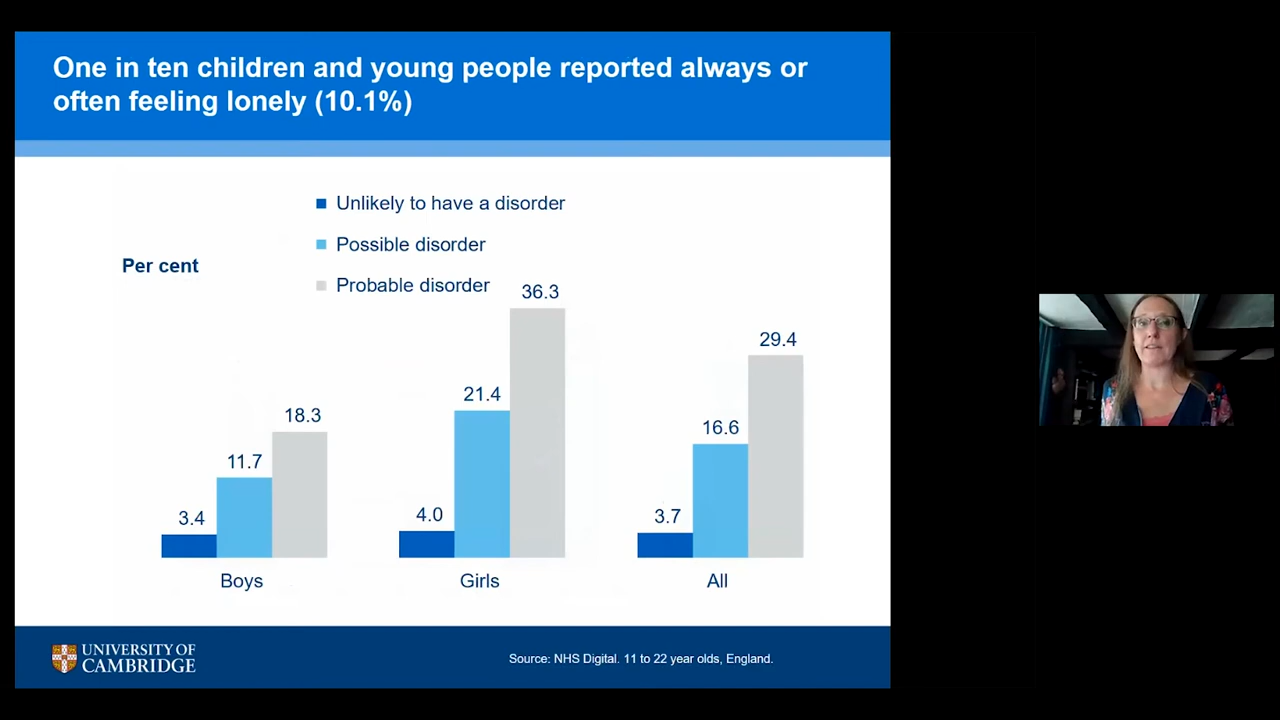 One in ten children and young people reported always or
often feeling lonely (10.1%)
Unlikely to have a disorder
Possible disorder
Per cent
Probable disorder
36.3
29.4
18.3
21.4
16.6
11.7
3.4
4.0
3.7
Boys
Girls
All
UNIVERSITY OF
CAMBRIDGE
Source: NHS Digital. 11 to 22 year olds, England.